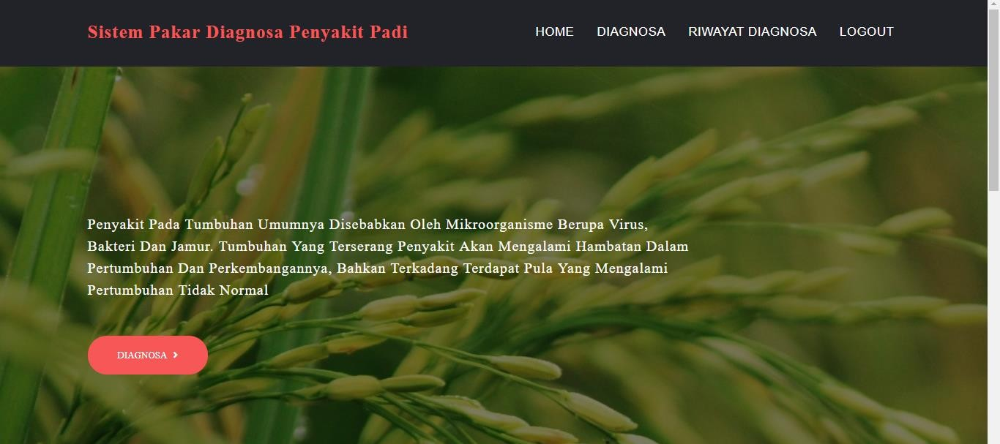 Sistem Pakar Diagnosa Penyakit Padi
HOME DIAGNOSA RIWAYAT DIAGNOSA LOGOUT
Penyakit Pada Tumbuhan Umumnya Disebabkan Oleh Mikroorganisme Berupa Virus,
Bakteri Dan Jamur. Tumbuhan Yang Terserang Penyakit Akan Mengalami Hambatan Dalam
Pertumbuhan Dan Perkembangannya, Bahkan Terkadang Terdapat Pula Yang Mengalami
Pertumbuhan Tidak Normal
DIAGNOSA